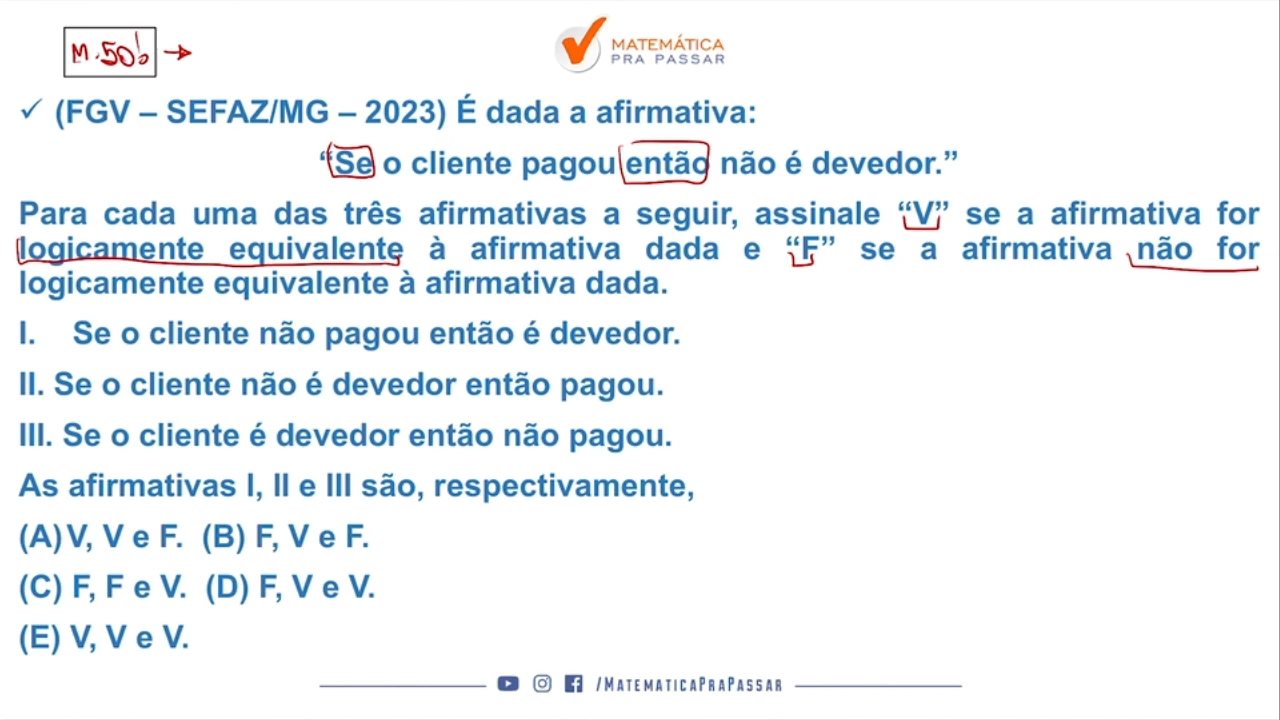 M.50%
MATEMÁTICA
PRA PASSAR
✓ (FGV – SEFAZ/MG – 2023) É dada a afirmativa:
“Se o cliente pagou então não é devedor.”
Para cada uma das três afirmativas a seguir, assinale “V” se a afirmativa for
logicamente equivalente à afirmativa dada e “F” se a afirmativa não for
logicamente equivalente à afirmativa dada.
I. Se o cliente não pagou então é devedor.
II. Se o cliente não é devedor então pagou.
III. Se o cliente é devedor então não pagou.
As afirmativas I, II e III são, respectivamente,
(A) V, V e F. (B) F, V e F.
(C) F, F e V. (D) F, V e V.
(E) V, V e V.
/MATEMATICAPRAPASSAR